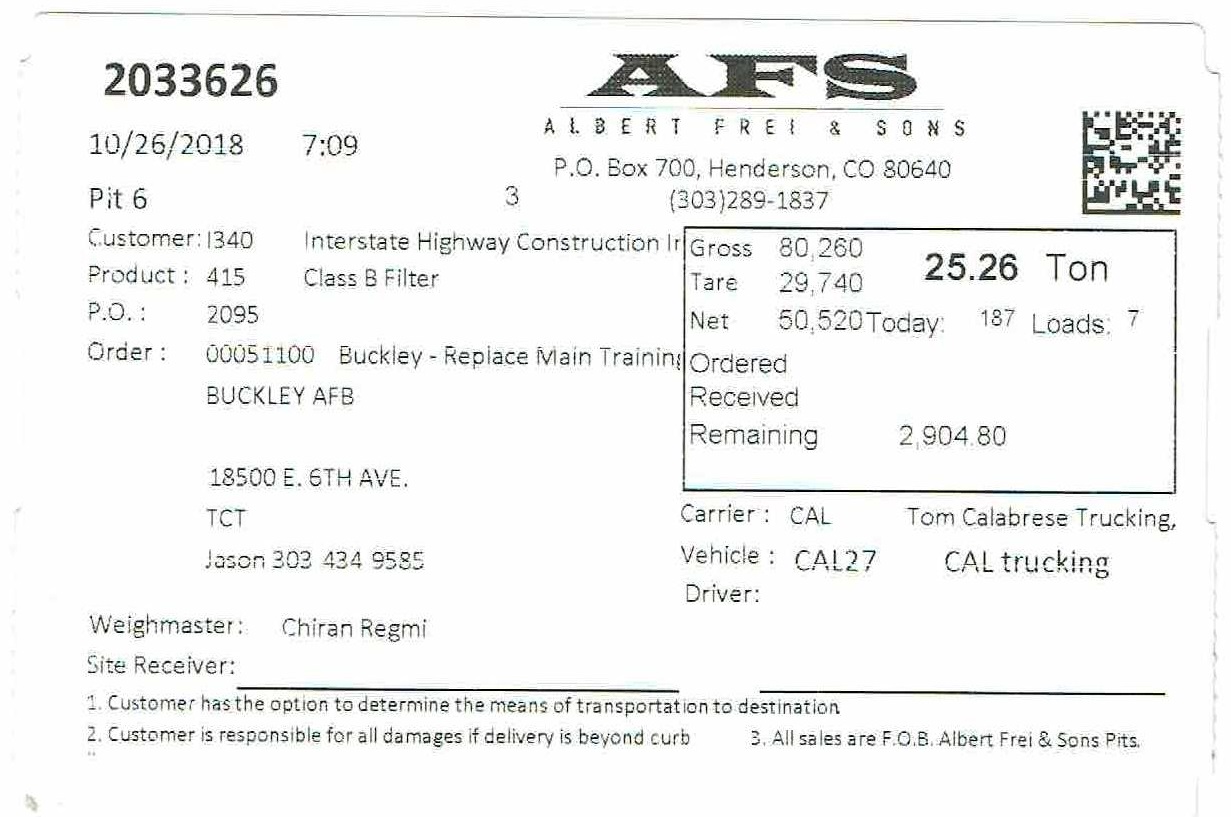 2033626
AFS
ALBERT FREI & SONS
10/26/2018 7:09
P.O. Box 700, Henderson, CO 80640
Pit 6 3 (303)289-1837
Customer: I340 Interstate Highway Construction In
Product : 415 Class B Filter
P.O. : 2095
Order : 00051100 Buckley - Replace Main Training
BUCKLEY AFB
18500 E. 6TH AVE.
TCT
Jason 303 434 9585
Gross 80,260 25.26 Ton
Tare 29,740
Net 50,520 Today: 187 Loads: 7
Ordered
Received
Remaining 2,904.80
Carrier : CAL Tom Calabrese Trucking,
Vehicle : CAL27 CAL trucking
Driver:
Weighmaster: Chiran Regmi
Site Receiver:
1. Customer has the option to determine the means of transportation to destination
2. Customer is responsible for all damages if delivery is beyond curb 3. All sales are F.O.B. Albert Frei & Sons Pits.